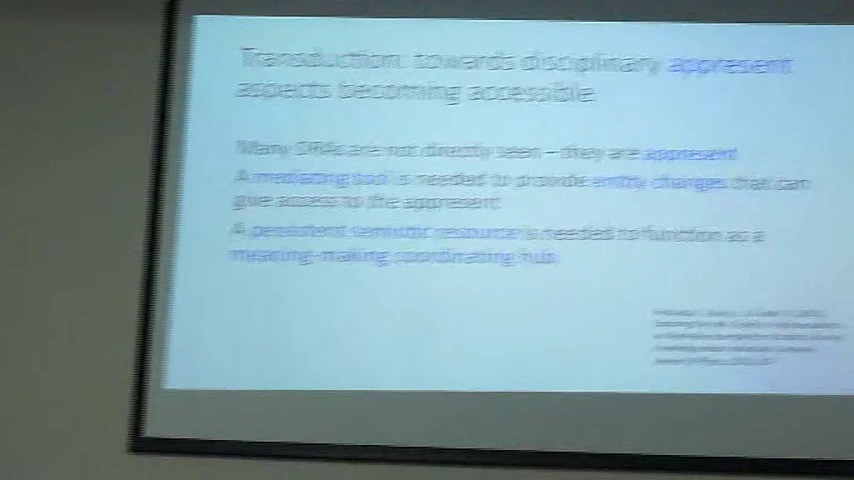 Transduction: towards disciplinary appresent
aspects becoming accessible
Many DRAs are not directly seen – they are appresent
A mediating tool is needed to provide entity changes that can
give access to the appresent
A persistent semiotic resource is needed to function as a
meaning-making coordinating hub